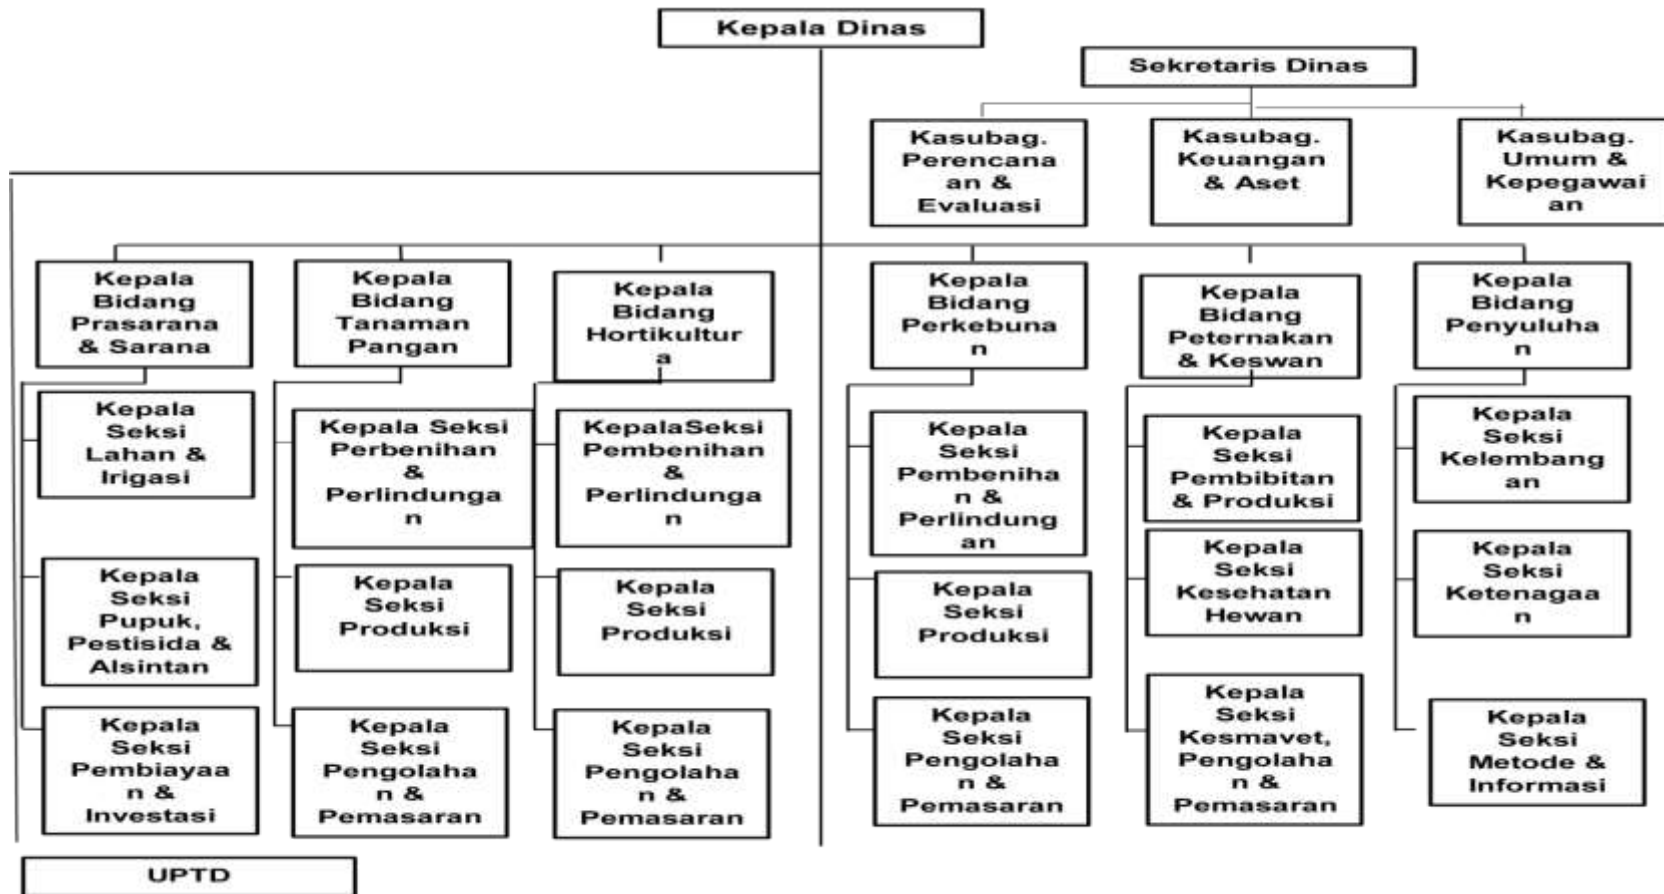 Kepala Dinas
Sekretaris Dinas
Kasubag.
Perencana
an &
Evaluasi
Kasubag.
Keuangan
& Aset
Kasubag.
Umum &
Kepegawai
an
Kepala
Bidang
Prasarana
& Sarana
Kepala
Bidang
Tanaman
Pangan
Kepala
Bidang
Hortikultur
a
Kepala
Bidang
Perkebuna
n
Kepala
Bidang
Peternakan
& Keswan
Kepala
Bidang
Penyuluha
n
Kepala
Seksi
Lahan &
Irigasi
Kepala Seksi
Perbenihan
&
Perlindunga
n
KepalaSeksi
Pembenihan
&
Perlindungan
n
Kepala
Seksi
Pembeniha
n &
Perlindung
an
Kepala
Seksi
Pembibitan
& Produksi
Kepala
Seksi
Kelembang
an
Kepala
Seksi
Pupuk,
Pestisida &
Alsintan
Kepala
Seksi
Produksi
Kepala
Seksi
Produksi
Kepala
Seksi
Produksi
Kepala
Seksi
Kesehatan
Hewan
Kepala
Seksi
Ketenagaa
n
Kepala
Seksi
Pembiayaa
n &
Investasi
Kepala
Seksi
Pengolaha
n &
Pemasaran
Kepala
Seksi
Pengolaha
n &
Pemasaran
Kepala
Seksi
Pengolaha
n &
Pemasaran
Kepala
Seksi
Kesmavet,
Pengolaha
n &
Pemasaran
Kepala
Seksi
Metode &
Informasi
UPTD